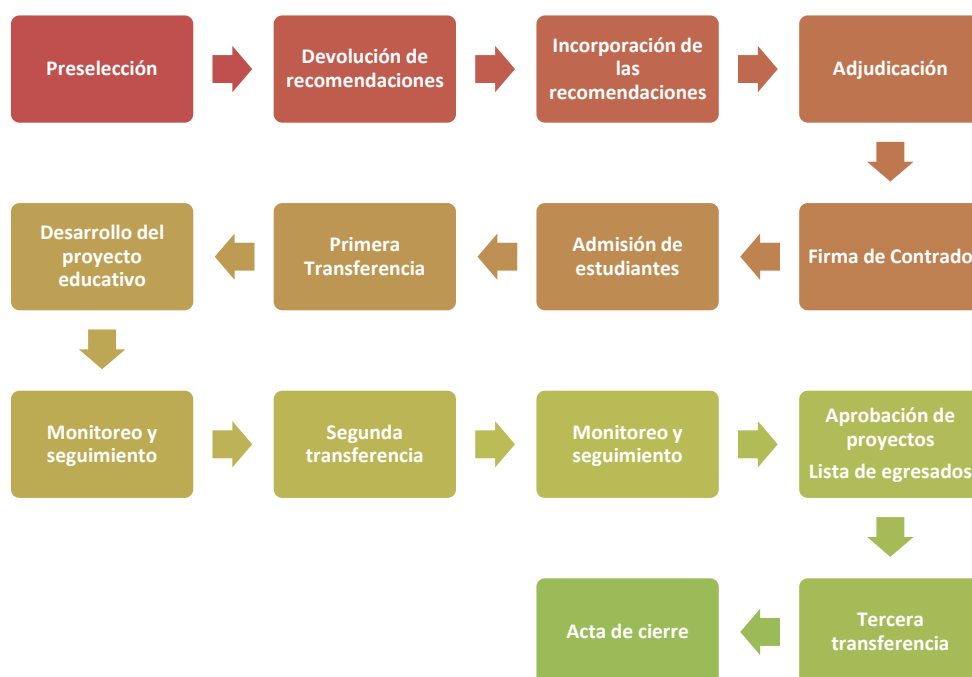 Preselección
Devolución de
recomendaciones
Incorporación de
las
recomendaciones
Adjudicación
Firma de Contrado
Admisión de
estudiantes
Primera
Transferencia
Desarrollo del
proyecto
educativo
Monitoreo y
seguimiento
Segunda
transferencia
Monitoreo y
seguimiento
Aprobación de
proyectos
Lista de egresados
Tercera
transferencia
Acta de cierre